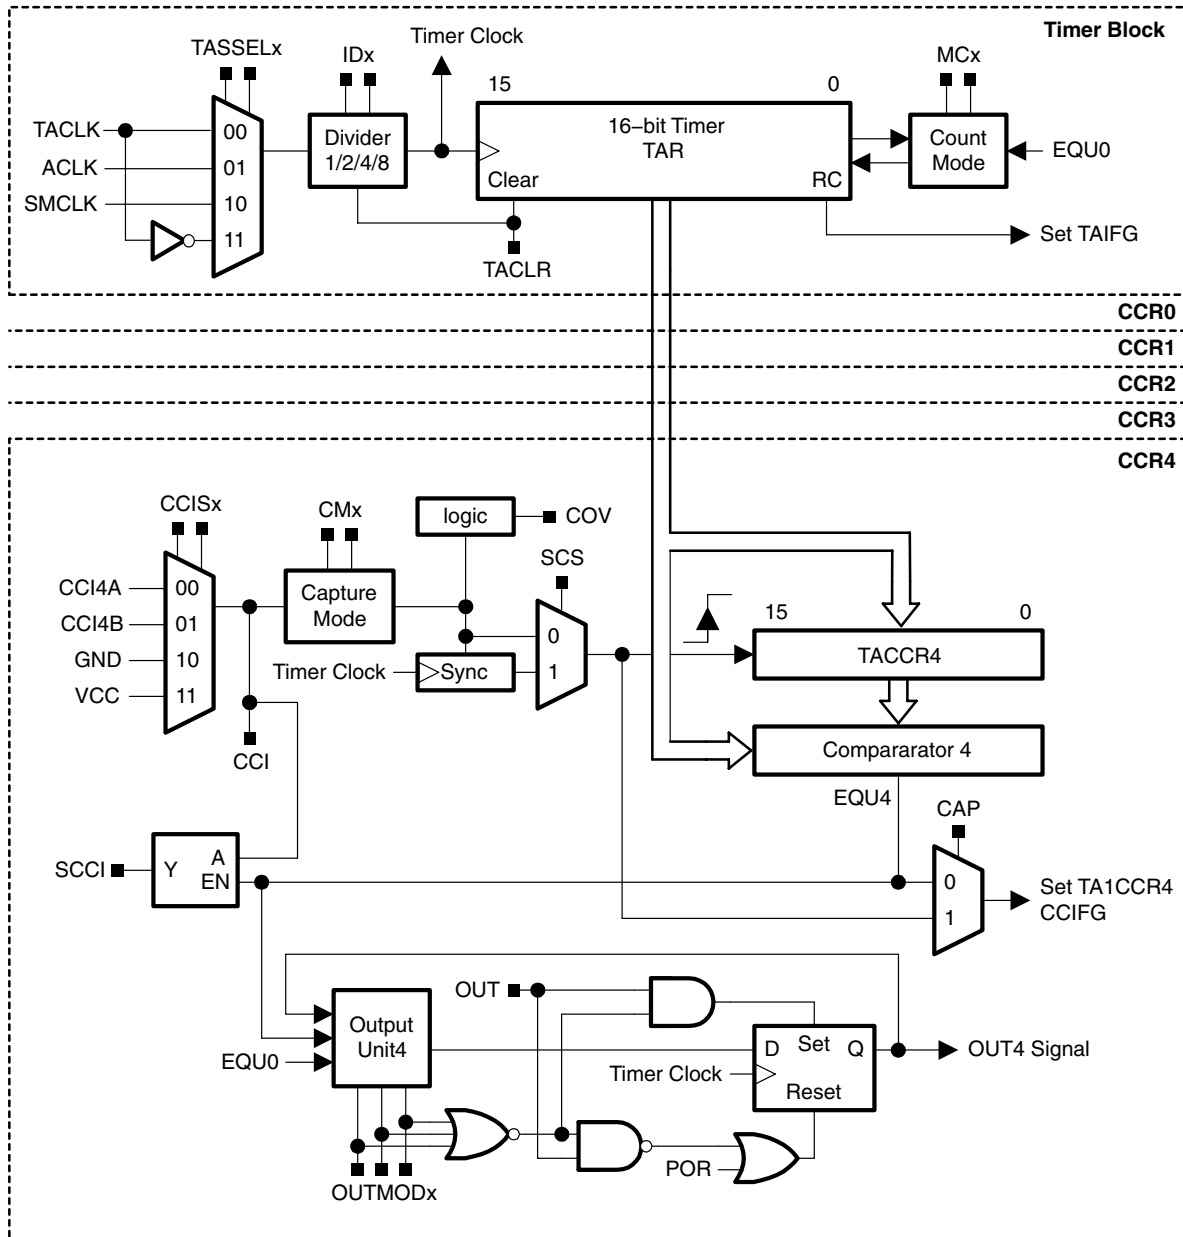 Timer Block
Timer Clock
TASSELx
IDx
MCx
15
0
TACLK
00
Divider
1/2/4/8
16−bit Timer
TAR
Count
Mode
EQU0
ACLK
01
SMCLK
10
Clear
RC
11
Set TAIFG
TACLR
CCR0
CCR1
CCR2
CCR3
CCR4
CCISx
CMx
logic
COV
SCS
CCI4A
00
Capture
Mode
15
0
CCI4B
01
0
GND
10
Timer Clock
Sync
1
TACCR4
VCC
11
CCI
Compararator 4
EQU4
CAP
SCCI
Y
A
EN
0
Set TA1CCR4
CCIFG
1
OUT
Output
Unit4
EQU0
D
Set
Q
OUT4 Signal
Timer Clock
Reset
POR
OUTMODx